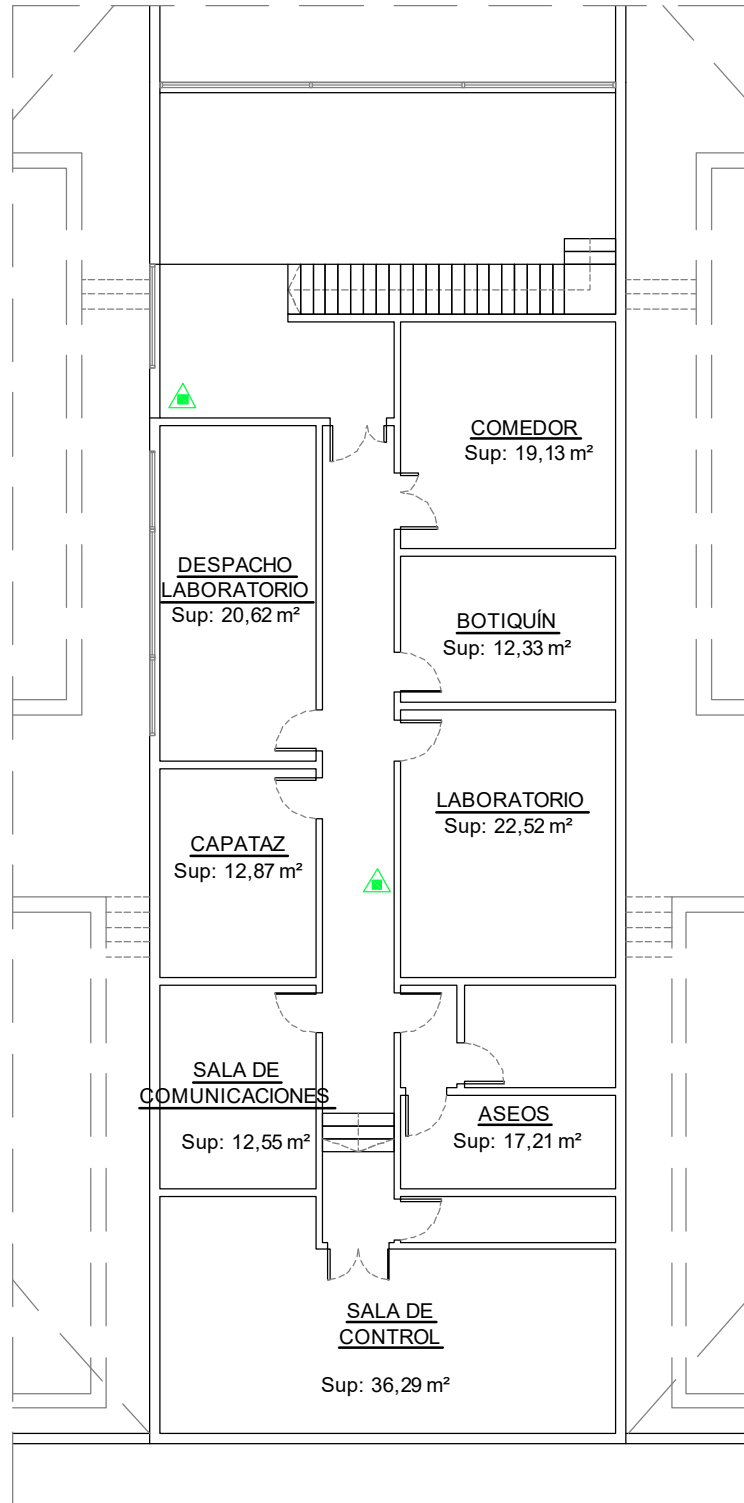 COMEDOR
Sup: 19,13 m²
DESPACHO
LABORATORIO
Sup: 20,62 m²
BOTIQUÍN
Sup: 12,33 m²
LABORATORIO
Sup: 22,52 m²
CAPATAZ
Sup: 12,87 m²
SALA DE
COMUNICACIONES
Sup: 12,55 m²
ASEOS
Sup: 17,21 m²
SALA DE
CONTROL
Sup: 36,29 m²